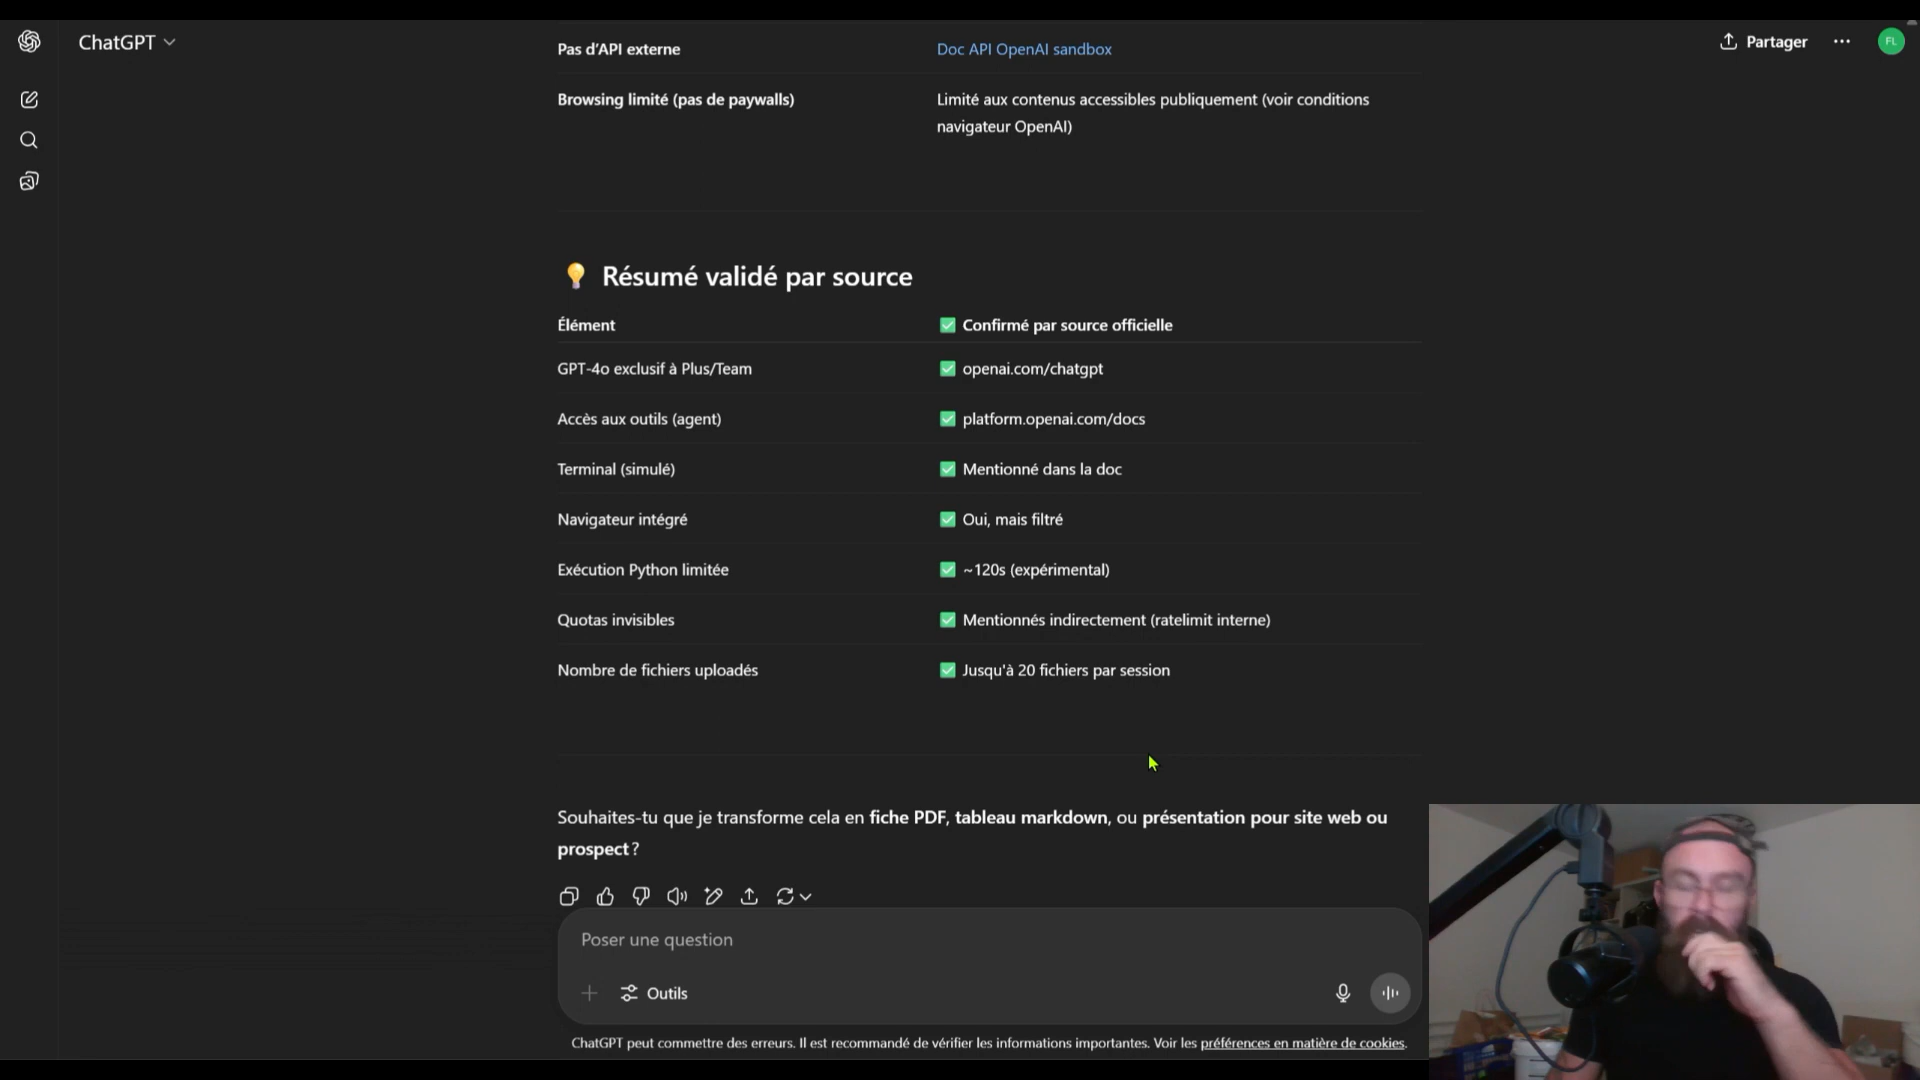 ChatGPT
Partager
FL
Pas d'API externe
Doc API OpenAI sandbox
Browsing limité (pas de paywalls)
Limité aux contenus accessibles publiquement (voir conditions
navigateur OpenAI)
💡 Résumé validé par source
Élément
✅ Confirmé par source officielle
GPT-4o exclusif à Plus/Team
✅ openai.com/chatgpt
Accès aux outils (agent)
✅ platform.openai.com/docs
Terminal (simulé)
✅ Mentionné dans la doc
Navigateur intégré
✅ Oui, mais filtré
Exécution Python limitée
✅ ~120s (expérimental)
Quotas invisibles
✅ Mentionnés indirectement (ratelimit interne)
Nombre de fichiers uploadés
✅ Jusqu'à 20 fichiers par session
Souhaites-tu que je transforme cela en fiche PDF, tableau markdown, ou présentation pour site web ou
prospect ?
Poser une question
Outils
ChatGPT peut commettre des erreurs. Il est recommandé de vérifier les informations importantes. Voir les préférences en matière de cookies.